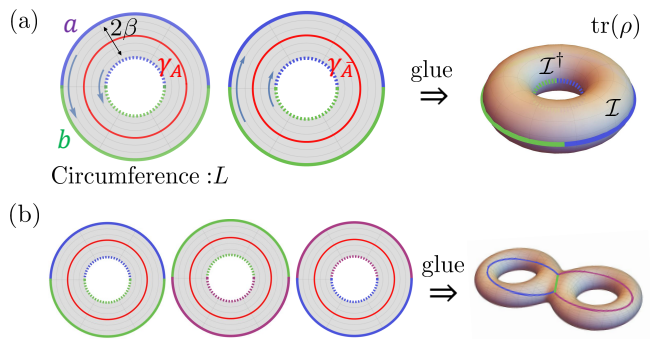 (a)
a
2β
γ_A
b
Circumference :L
γ_Ā
glue
⇒
tr(ρ)
𝓘†
𝓘
(b)
glue
⇒